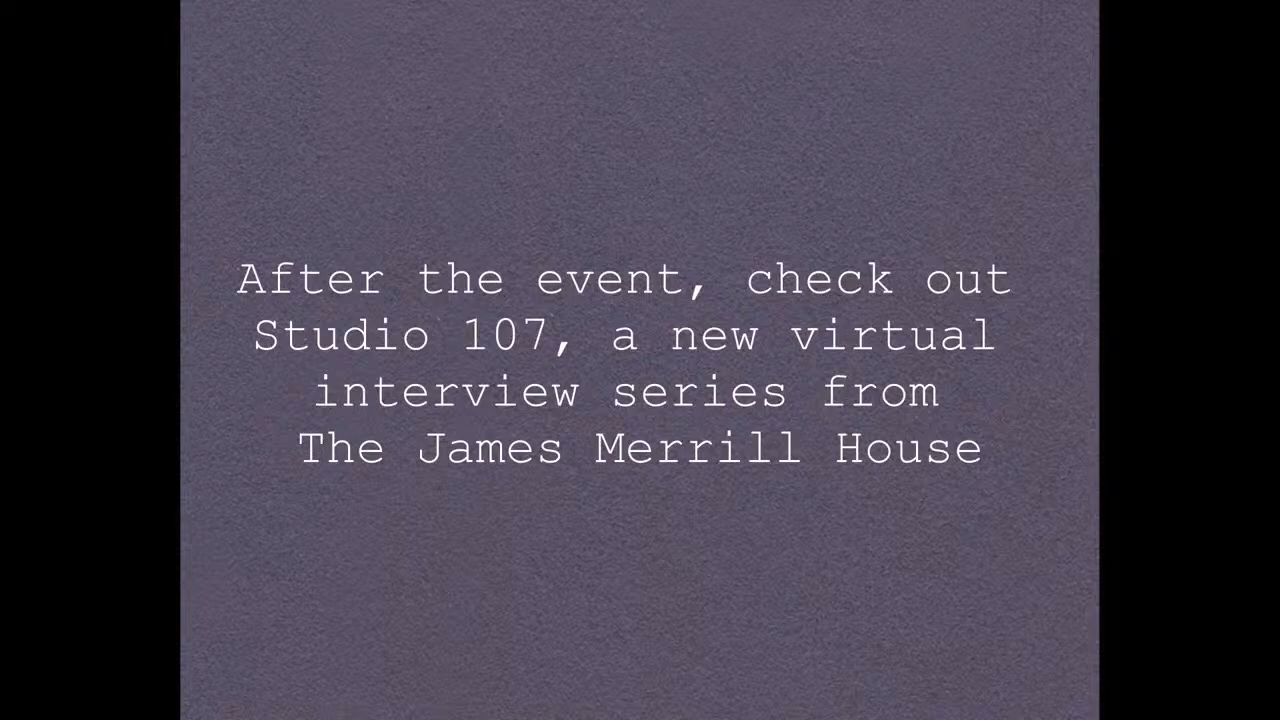 After the event, check out
Studio 107, a new virtual
interview series from
The James Merrill House